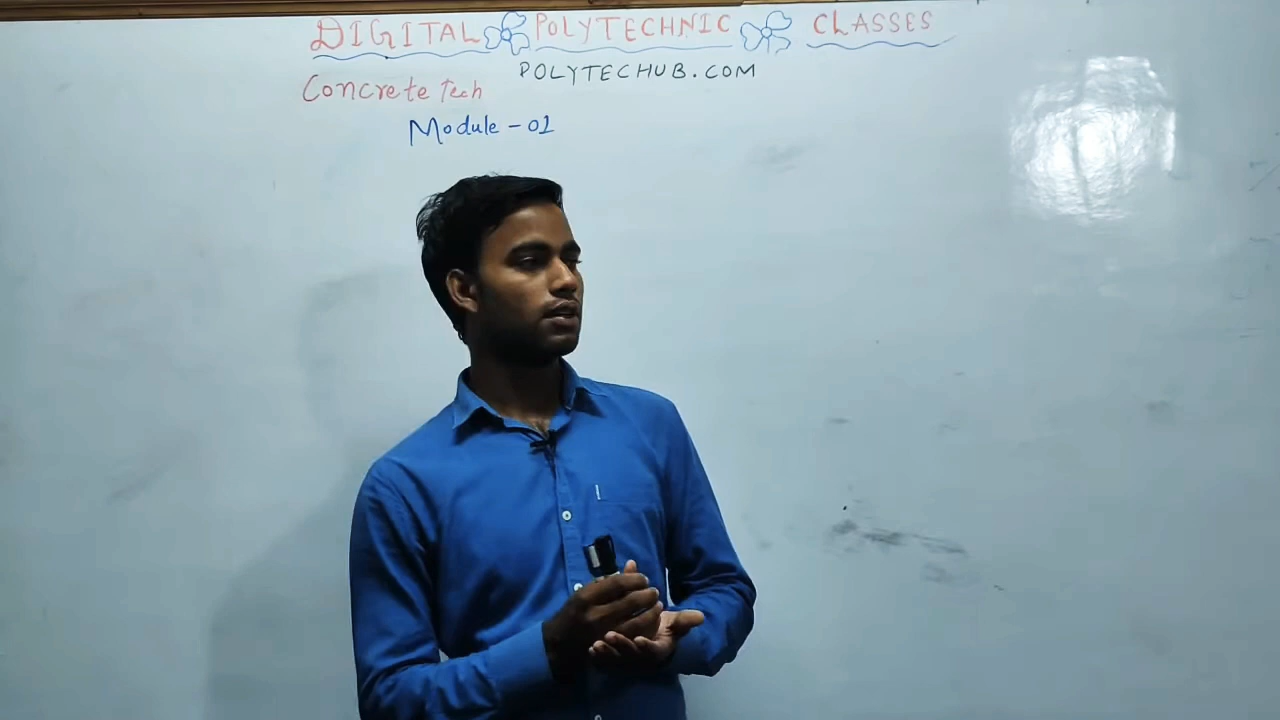 DIGITAL POLYTECHNIC CLASSES
POLYTECHUB.COM
Concrete Tech
Module - 01